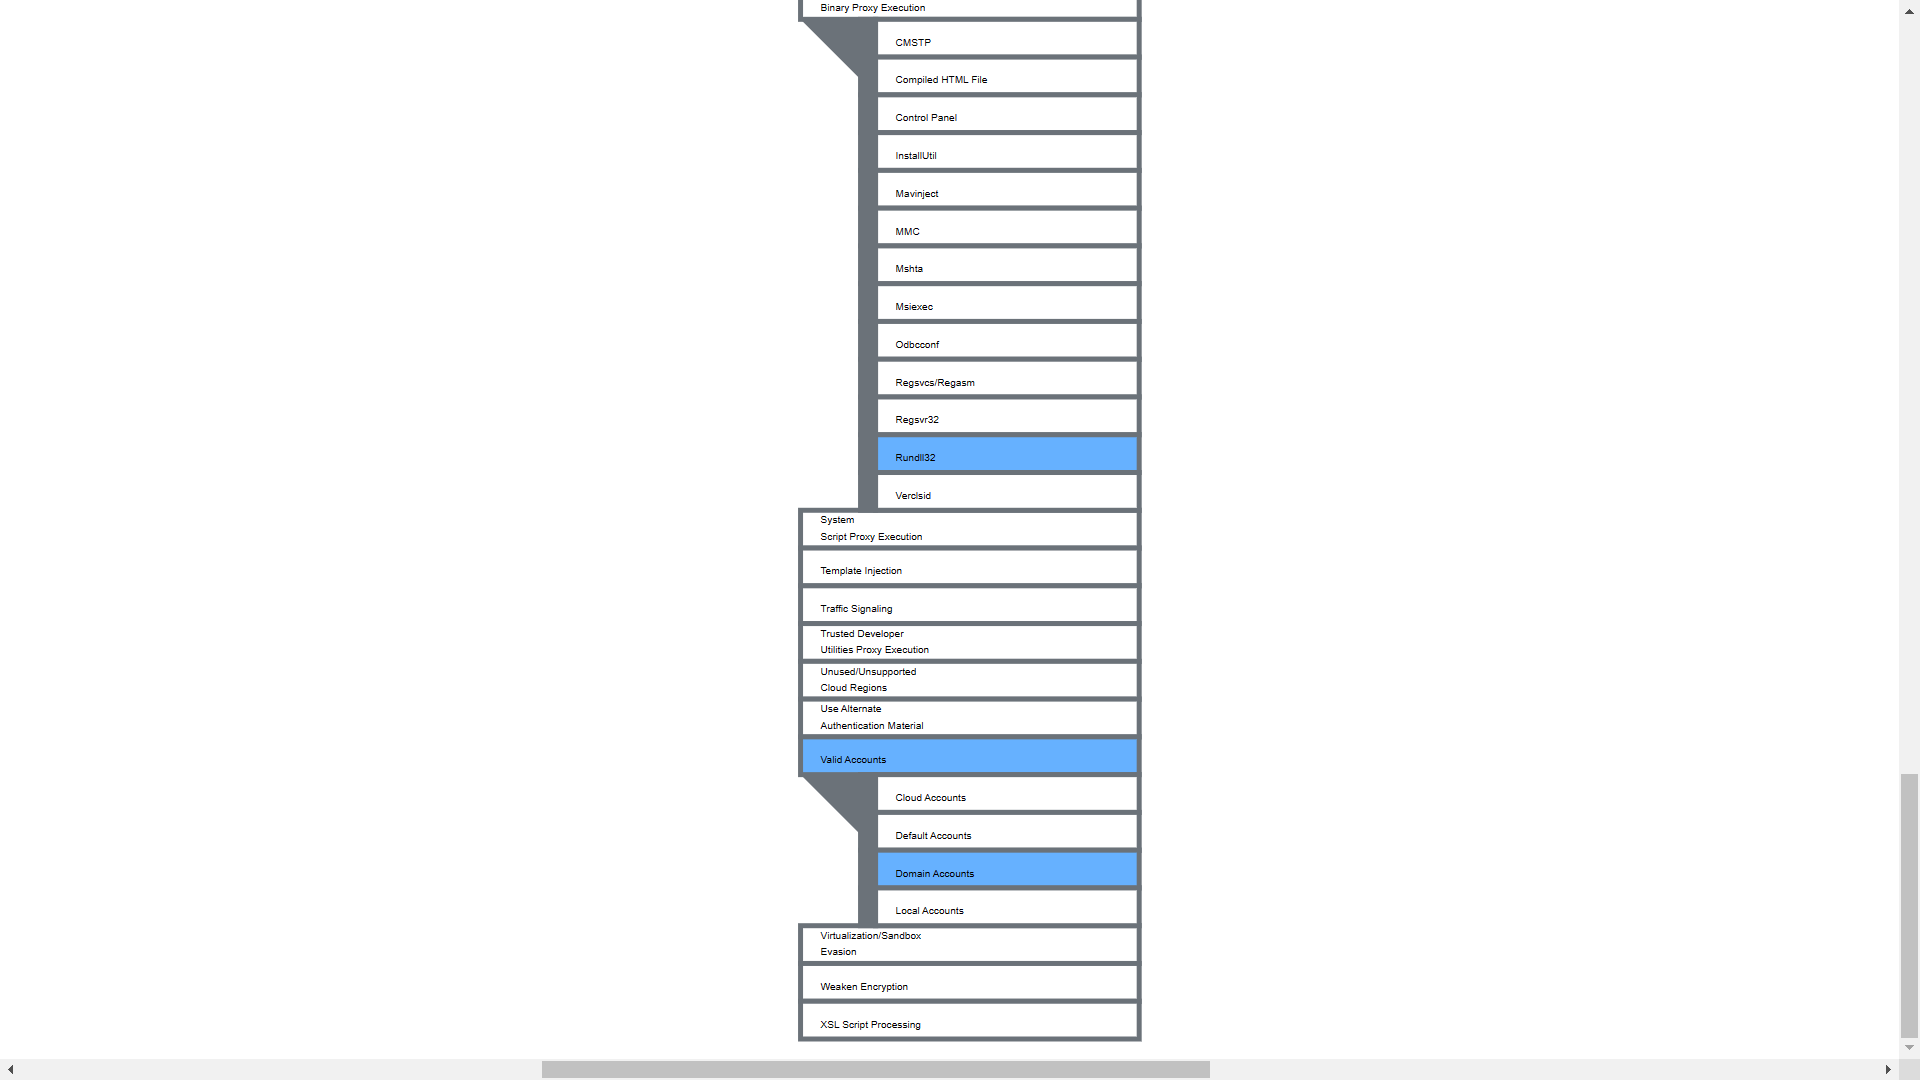 Binary Proxy Execution
CMSTP
Compiled HTML File
Control Panel
InstallUtil
Mavinject
MMC
Mshta
Msiexec
Odbcconf
Regsvcs/Regasm
Regsvr32
Rundll32
Verclsid
System
Script Proxy Execution
Template Injection
Traffic Signaling
Trusted Developer
Utilities Proxy Execution
Unused/Unsupported
Cloud Regions
Use Alternate
Authentication Material
Valid Accounts
Cloud Accounts
Default Accounts
Domain Accounts
Local Accounts
Virtualization/Sandbox
Evasion
Weaken Encryption
XSL Script Processing